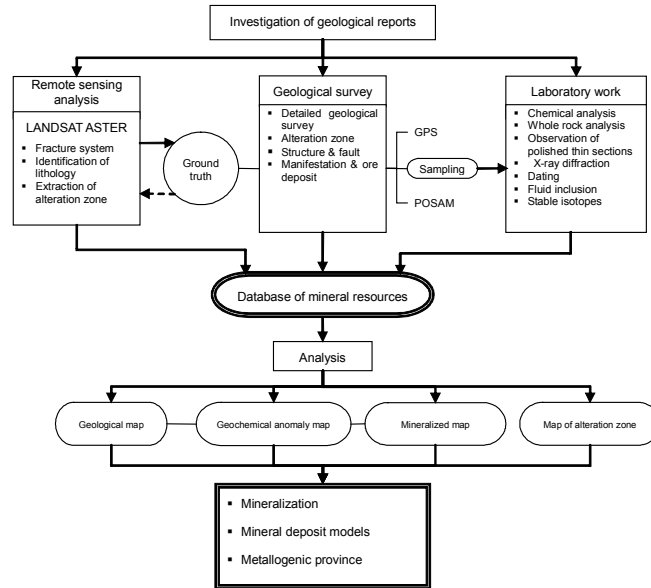 Investigation of geological reports
Remote sensing
analysis
LANDSAT ASTER
▪ Fracture system
▪ Identification of
lithology
▪ Extraction of
alteration zone
Ground
truth
Geological survey
▪ Detailed geological
survey
▪ Alteration zone
▪ Structure & fault
▪ Manifestation & ore
deposit
GPS
Sampling
POSAM
Laboratory work
▪ Chemical analysis
▪ Whole rock analysis
▪ Observation of
polished thin sections
▪ X-ray diffraction
▪ Dating
▪ Fluid inclusion
▪ Stable isotopes
Database of mineral resources
Analysis
Geological map
Geochemical anomaly map
Mineralized map
Map of alteration zone
▪ Mineralization
▪ Mineral deposit models
▪ Metallogenic province